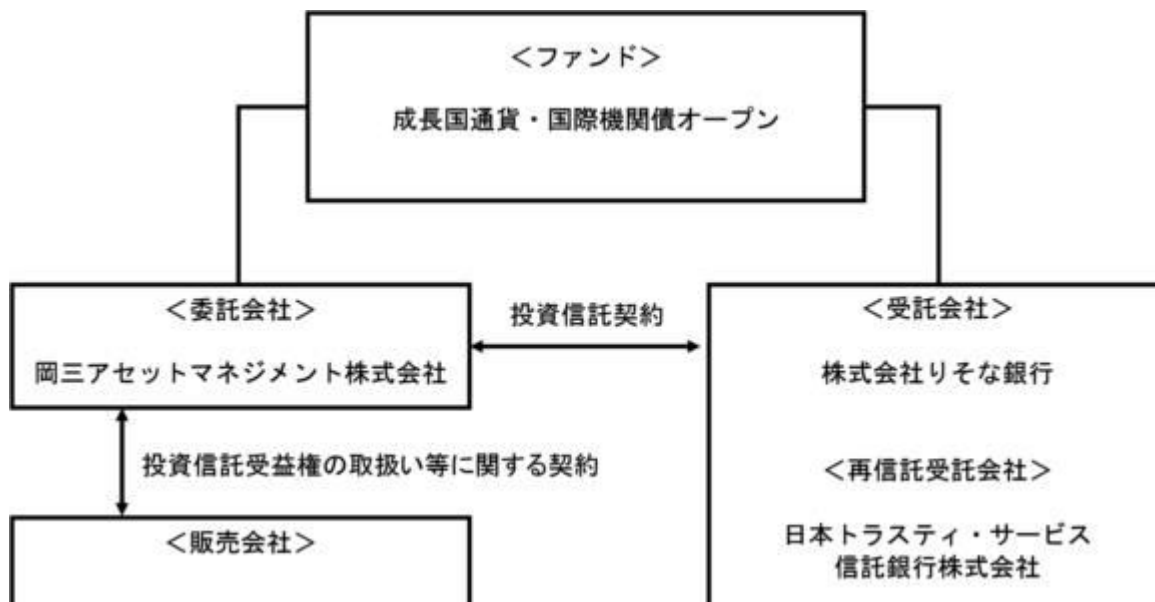 ＜ファンド＞
成長国通貨・国際機関債オープン
＜委託会社＞
岡三アセットマネジメント株式会社
投資信託契約
＜受託会社＞
株式会社りそな銀行
＜再信託受託会社＞
日本トラスティ・サービス
信託銀行株式会社
投資信託受益権の取扱い等に関する契約
＜販売会社＞